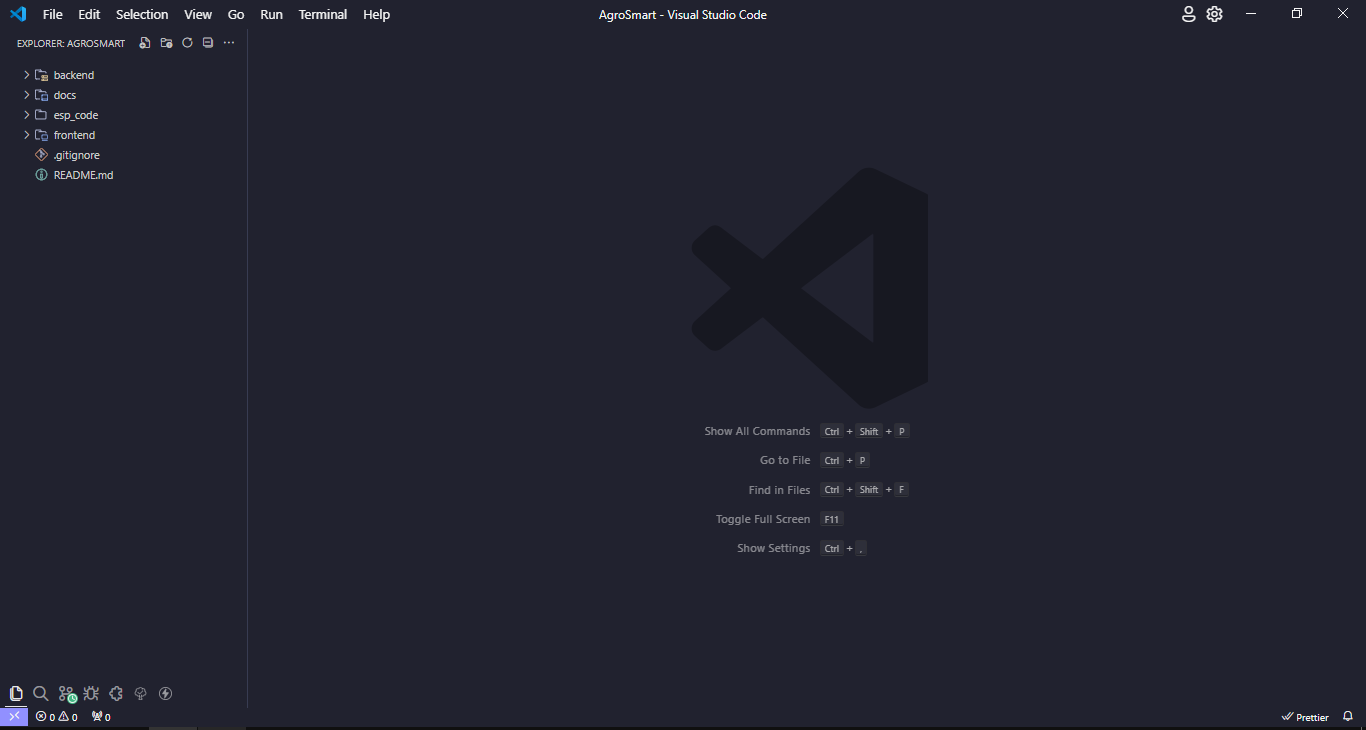 File Edit Selection View Go Run Terminal Help AgroSmart - Visual Studio Code
EXPLORER: AGROSMART
backend
docs
esp_code
frontend
.gitignore
README.md
Show All Commands Ctrl + Shift + P
Go to File Ctrl + P
Find in Files Ctrl + Shift + F
Toggle Full Screen F11
Show Settings Ctrl + ,
0 0 0 Prettier